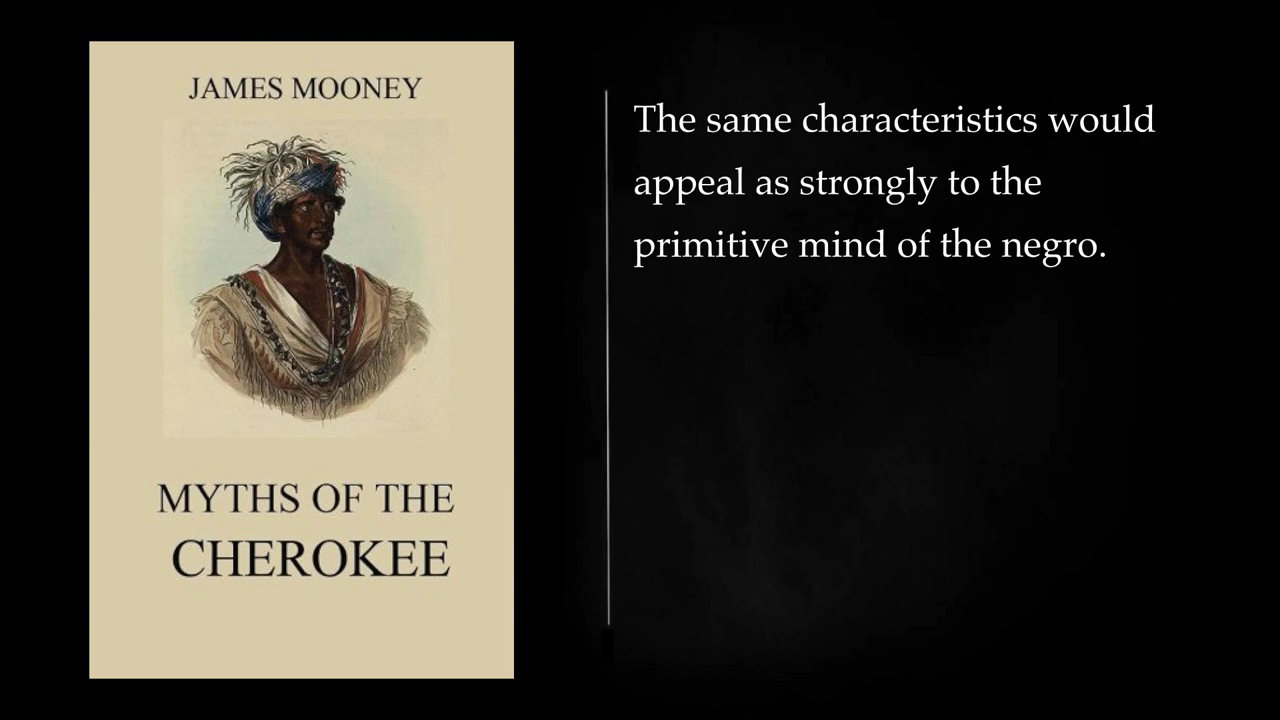 JAMES MOONEY
MYTHS OF THE
CHEROKEE
The same characteristics would
appeal as strongly to the
primitive mind of the negro.